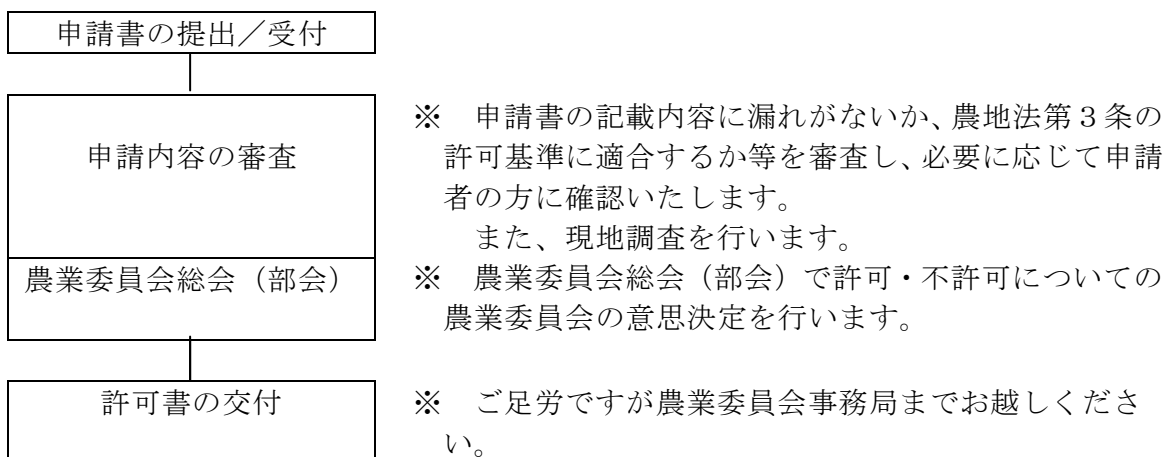 申請書の提出／受付
申請内容の審査
※　申請書の記載内容に漏れがないか、農地法第３条の
許可基準に適合するか等を審査し、必要に応じて申請
者の方に確認いたします。
また、現地調査を行います。
農業委員会総会（部会）
※　農業委員会総会（部会）で許可・不許可についての
農業委員会の意思決定を行います。
許可書の交付
※　ご足労ですが農業委員会事務局までお越しくださ
い。